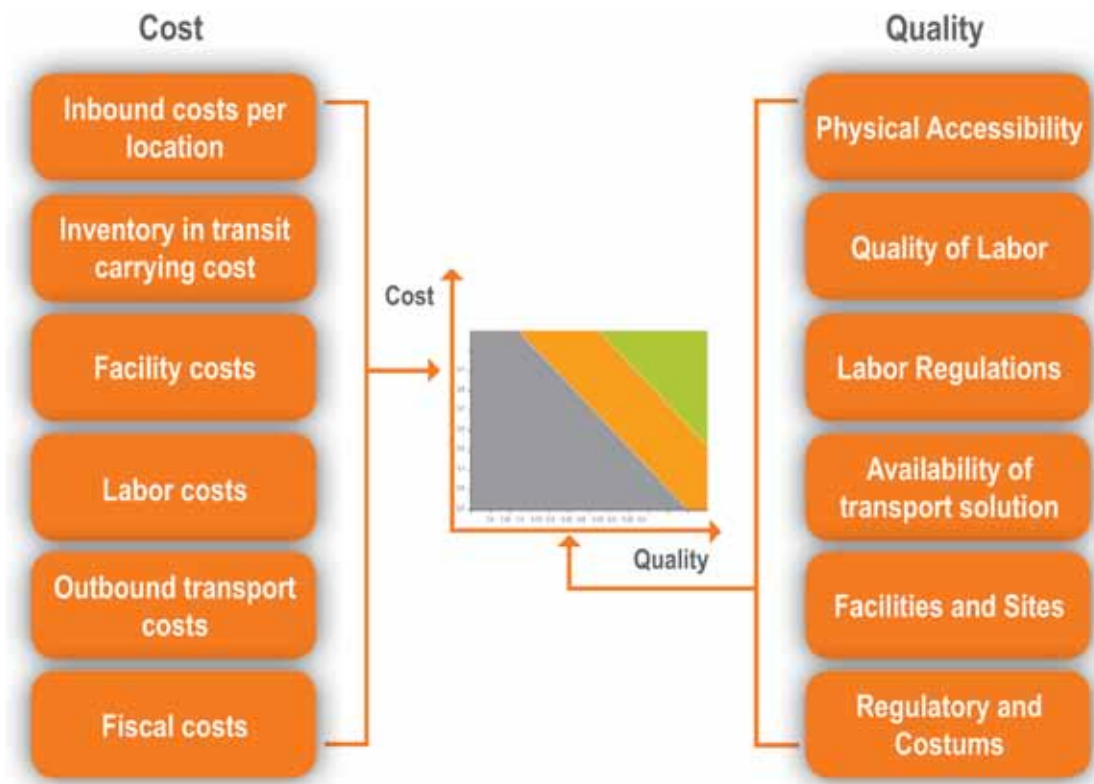 Cost
Quality
Inbound costs per
location
Inventory in transit
carrying cost
Facility costs
Labor costs
Outbound transport
costs
Fiscal costs
Cost
Quality
Physical Accessibility
Quality of Labor
Labor Regulations
Availability of
transport solution
Facilities and Sites
Regulatory and
Costums